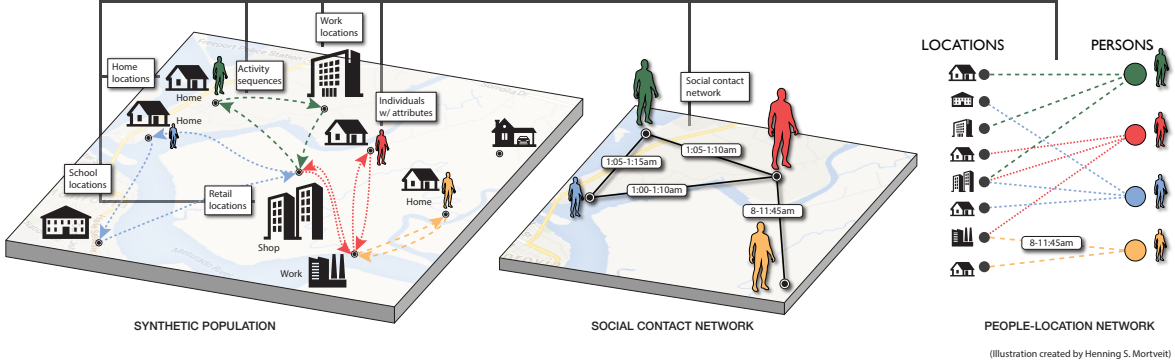 Work
locations
Home
locations
Activity
sequences
Home
Home
Individuals
w/ attributes
School
locations
Retail
locations
Home
Shop
Work
SYNTHETIC POPULATION
Social contact
network
1:05-1:15am
1:05-1:10am
1:00-1:10am
8-11:45am
SOCIAL CONTACT NETWORK
LOCATIONS
PERSONS
8-11:45am
PEOPLE-LOCATION NETWORK
(Illustration created by Henning S. Mortveit)